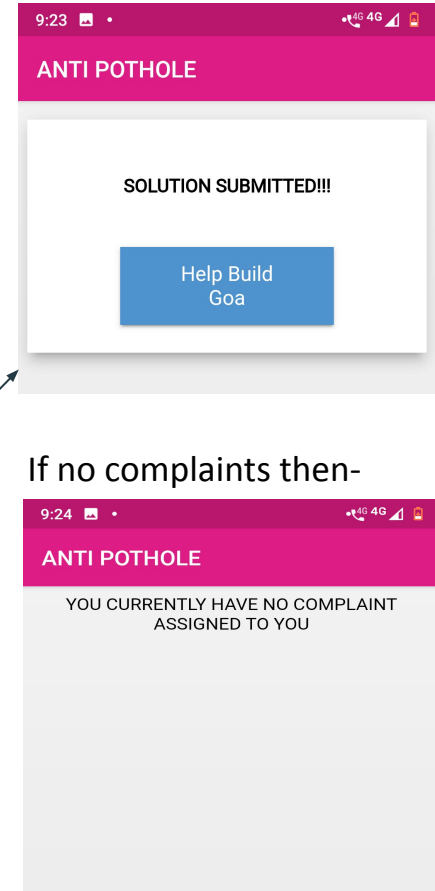 9:23
4G 4G
ANTI POTHOLE
SOLUTION SUBMITTED!!!
Help Build
Goa
If no complaints then-
9:24
4G 4G
ANTI POTHOLE
YOU CURRENTLY HAVE NO COMPLAINT
ASSIGNED TO YOU